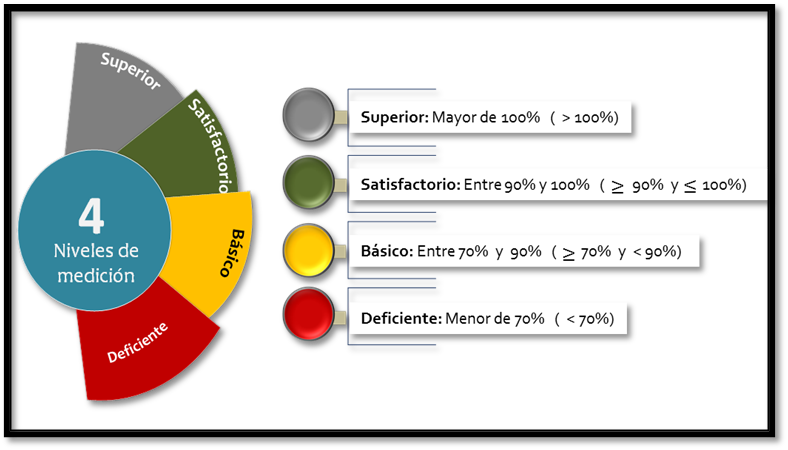 Superior
Satisfactorio
Básico
Deficiente
4
Niveles de
medición
Superior: Mayor de 100% ( > 100%)
Satisfactorio: Entre 90% y 100% ( ≥ 90% y ≤ 100%)
Básico: Entre 70% y 90% ( ≥ 70% y < 90%)
Deficiente: Menor de 70% ( < 70%)